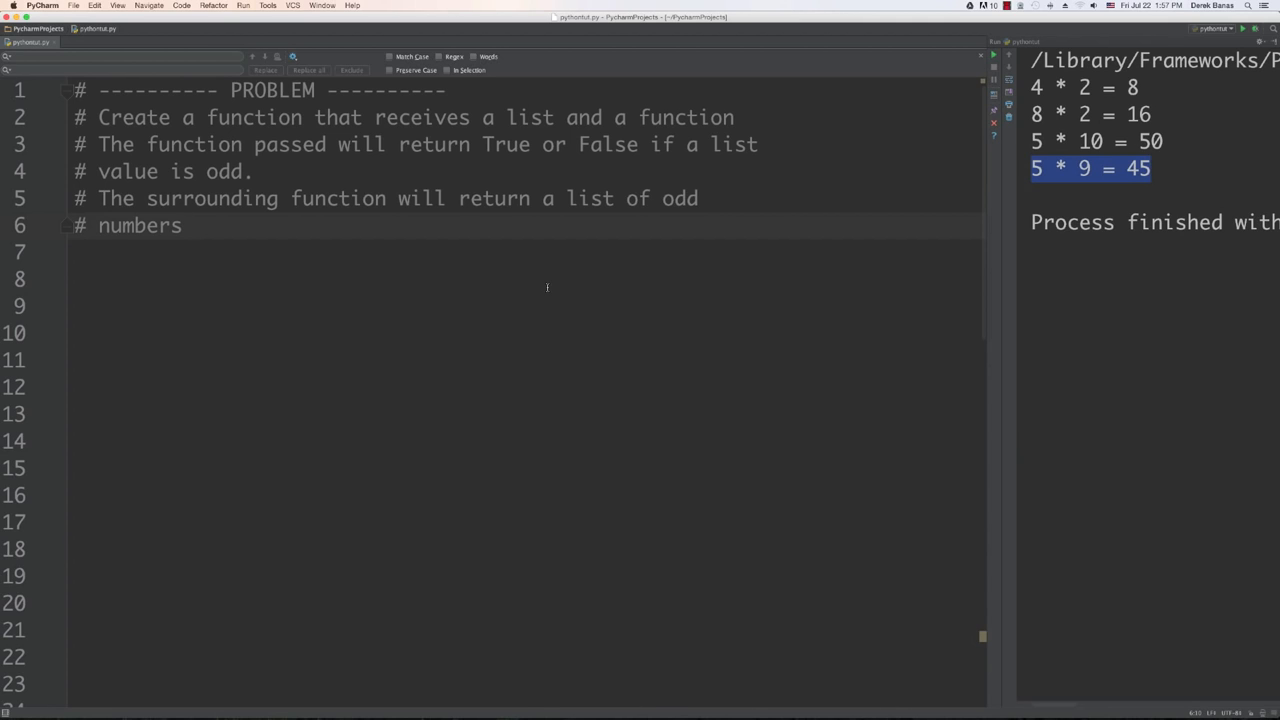 PyCharm File Edit View Navigate Code Refactor Run Tools VCS Window Help
10 Fri Jul 22 1:57 PM Derek Banas
pythontut.py - PycharmProjects - [~/PycharmProjects]
PycharmProjects pythontut.py
pythontut
pythontut.py
Run pythontut
Match Case Regex Words
Replace Replace all Exclude Preserve Case In Selection
1 # ---------- PROBLEM ----------
2 # Create a function that receives a list and a function
3 # The function passed will return True or False if a list
4 # value is odd.
5 # The surrounding function will return a list of odd
6 # numbers
7
8
9
10
11
12
13
14
15
16
17
18
19
20
21
22
23
/Library/Frameworks/P
4 * 2 = 8
8 * 2 = 16
5 * 10 = 50
5 * 9 = 45
Process finished with
6:10 LF UTF-8